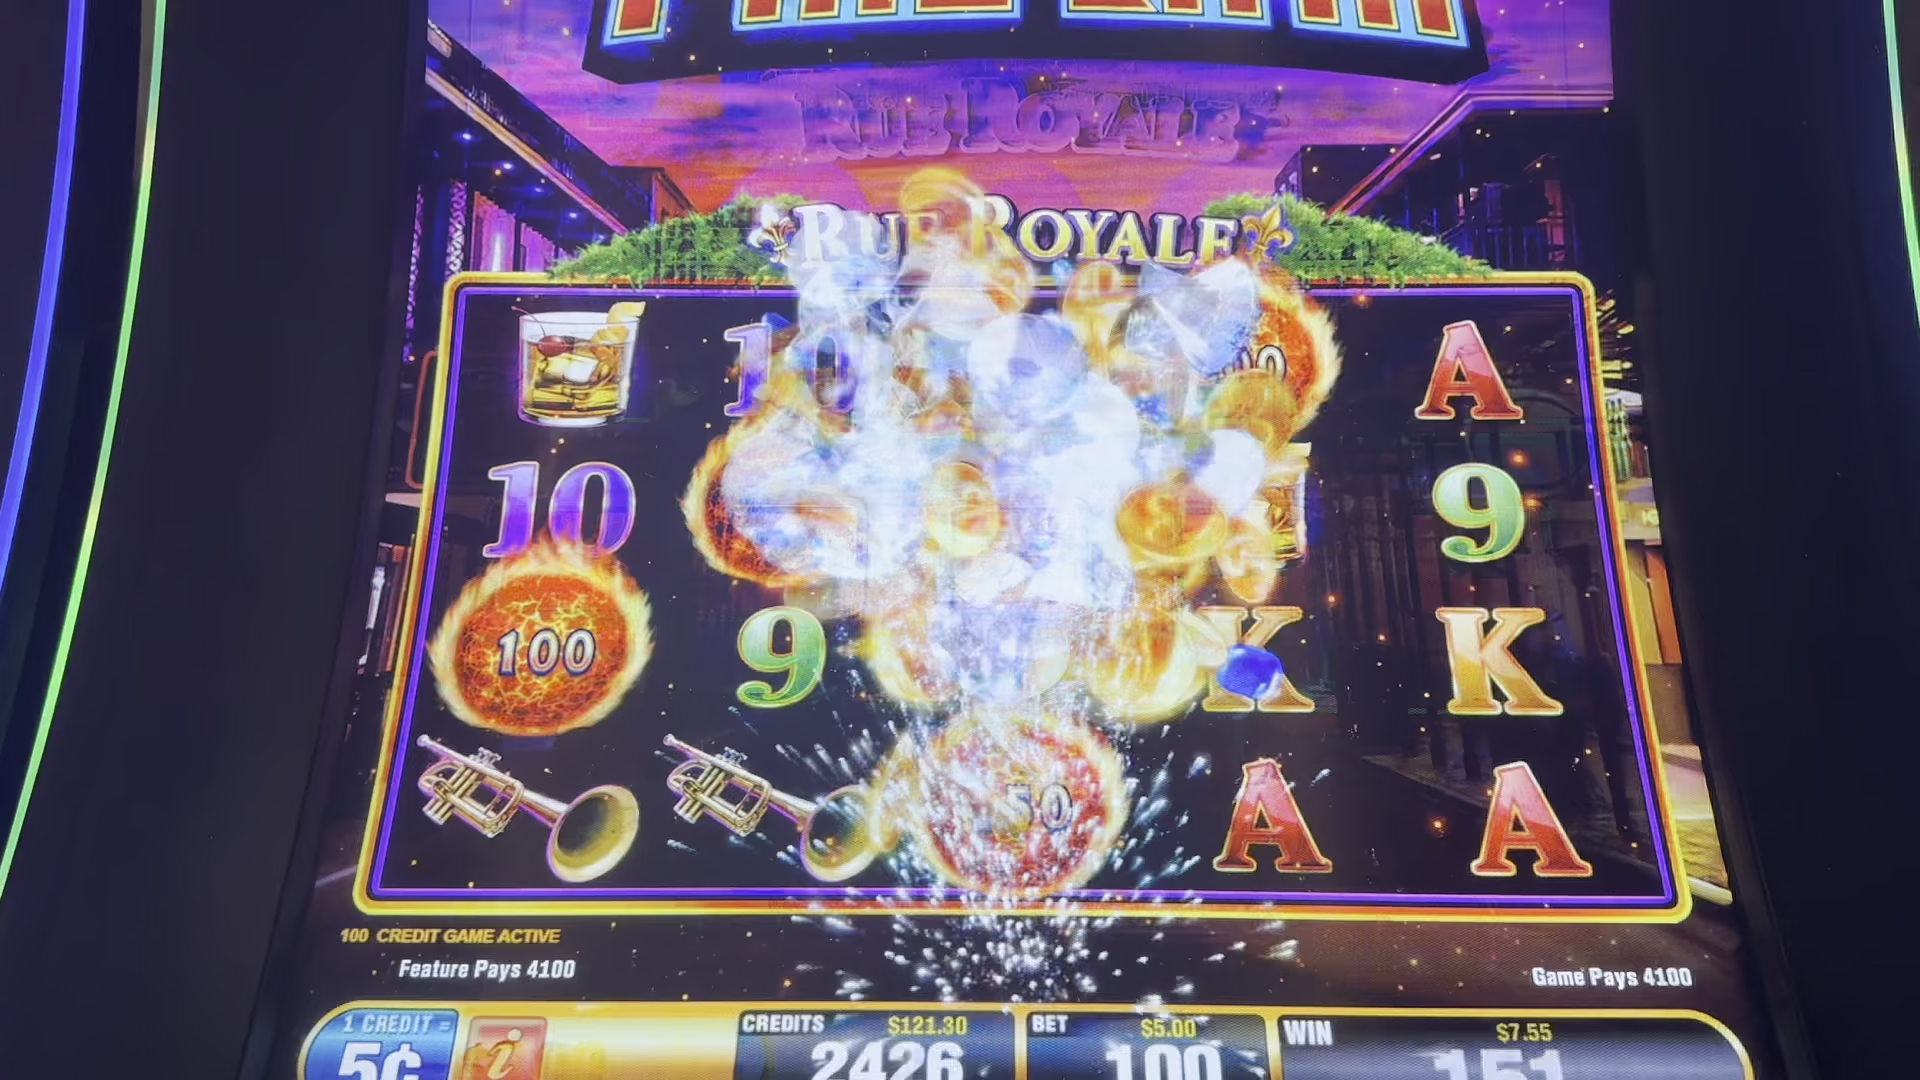 RUE ROYALE
RUE ROYALE
10
A
10
9
100
9
K
K
50
A
A
100 CREDIT GAME ACTIVE
Feature Pays 4100
Game Pays 4100
1 CREDIT =
5¢
i
CREDITS
$121.30
2426
BET
$5.00
100
WIN
$7.55
151